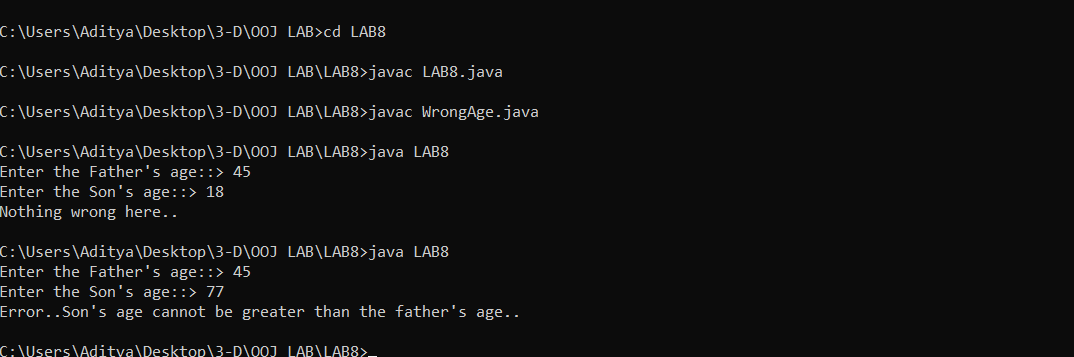 C:\Users\Aditya\Desktop\3-D\OOJ LAB>cd LAB8
C:\Users\Aditya\Desktop\3-D\OOJ LAB\LAB8>javac LAB8.java
C:\Users\Aditya\Desktop\3-D\OOJ LAB\LAB8>javac WrongAge.java
C:\Users\Aditya\Desktop\3-D\OOJ LAB\LAB8>java LAB8
Enter the Father's age::> 45
Enter the Son's age::> 18
Nothing wrong here..
C:\Users\Aditya\Desktop\3-D\OOJ LAB\LAB8>java LAB8
Enter the Father's age::> 45
Enter the Son's age::> 77
Error..Son's age cannot be greater than the father's age..
C:\Users\Aditya\Desktop\3-D\OOJ LAB\LAB8>